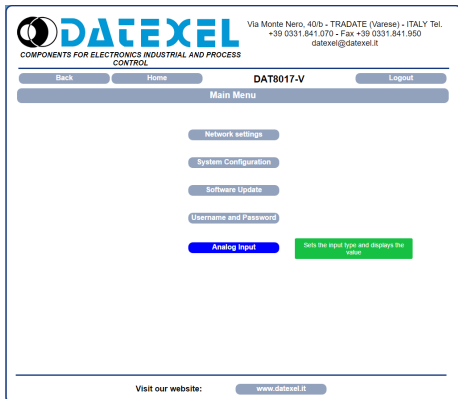 DATEXEL
COMPONENTS FOR ELECTRONICS INDUSTRIAL AND PROCESS
CONTROL
Via Monte Nero, 40/b - TRADATE (Varese) - ITALY Tel.
+39 0331.841.070 - Fax +39 0331.841.950
datexel@datexel.it
Back Home DAT8017-V Logout
Main Menu
Network settings
System Configuration
Software Update
Username and Password
Analog Input
Sets the input type and displays the
value
Visit our website: www.datexel.it